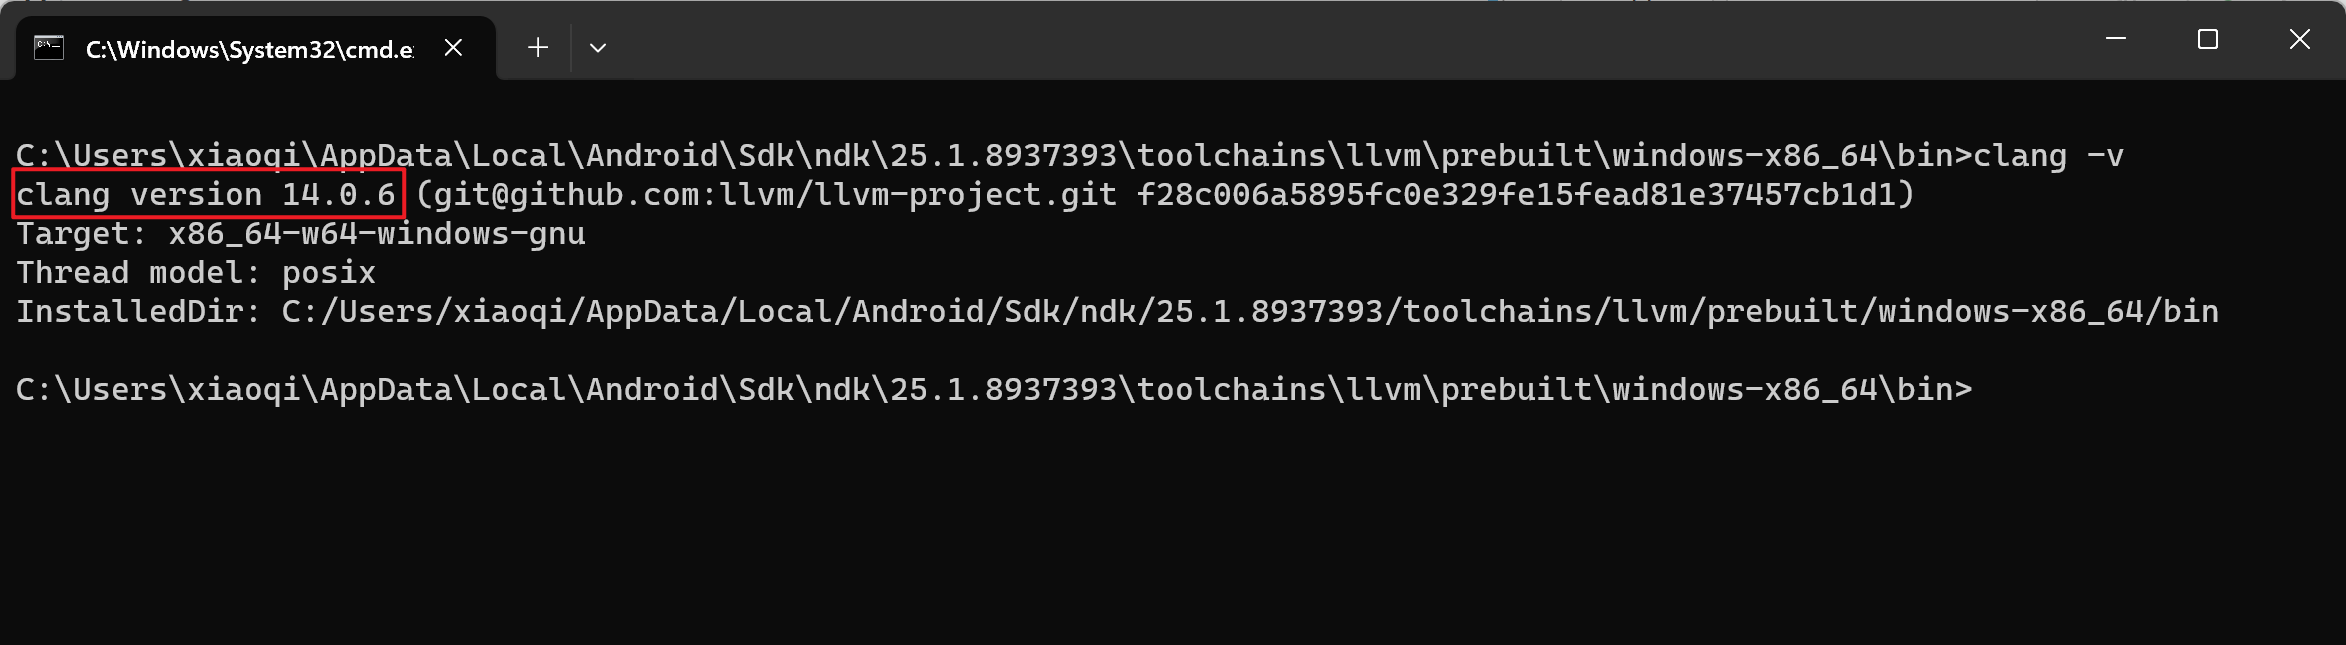 C:\Windows\System32\cmd.e
C:\Users\xiaoqi\AppData\Local\Android\Sdk\ndk\25.1.8937393\toolchains\llvm\prebuilt\windows-x86_64\bin>clang -v
clang version 14.0.6 (git@github.com:llvm/llvm-project.git f28c006a5895fc0e329fe15fead81e37457cb1d1)
Target: x86_64-w64-windows-gnu
Thread model: posix
InstalledDir: C:/Users/xiaoqi/AppData/Local/Android/Sdk/ndk/25.1.8937393/toolchains/llvm/prebuilt/windows-x86_64/bin
C:\Users\xiaoqi\AppData\Local\Android\Sdk\ndk\25.1.8937393\toolchains\llvm\prebuilt\windows-x86_64\bin>